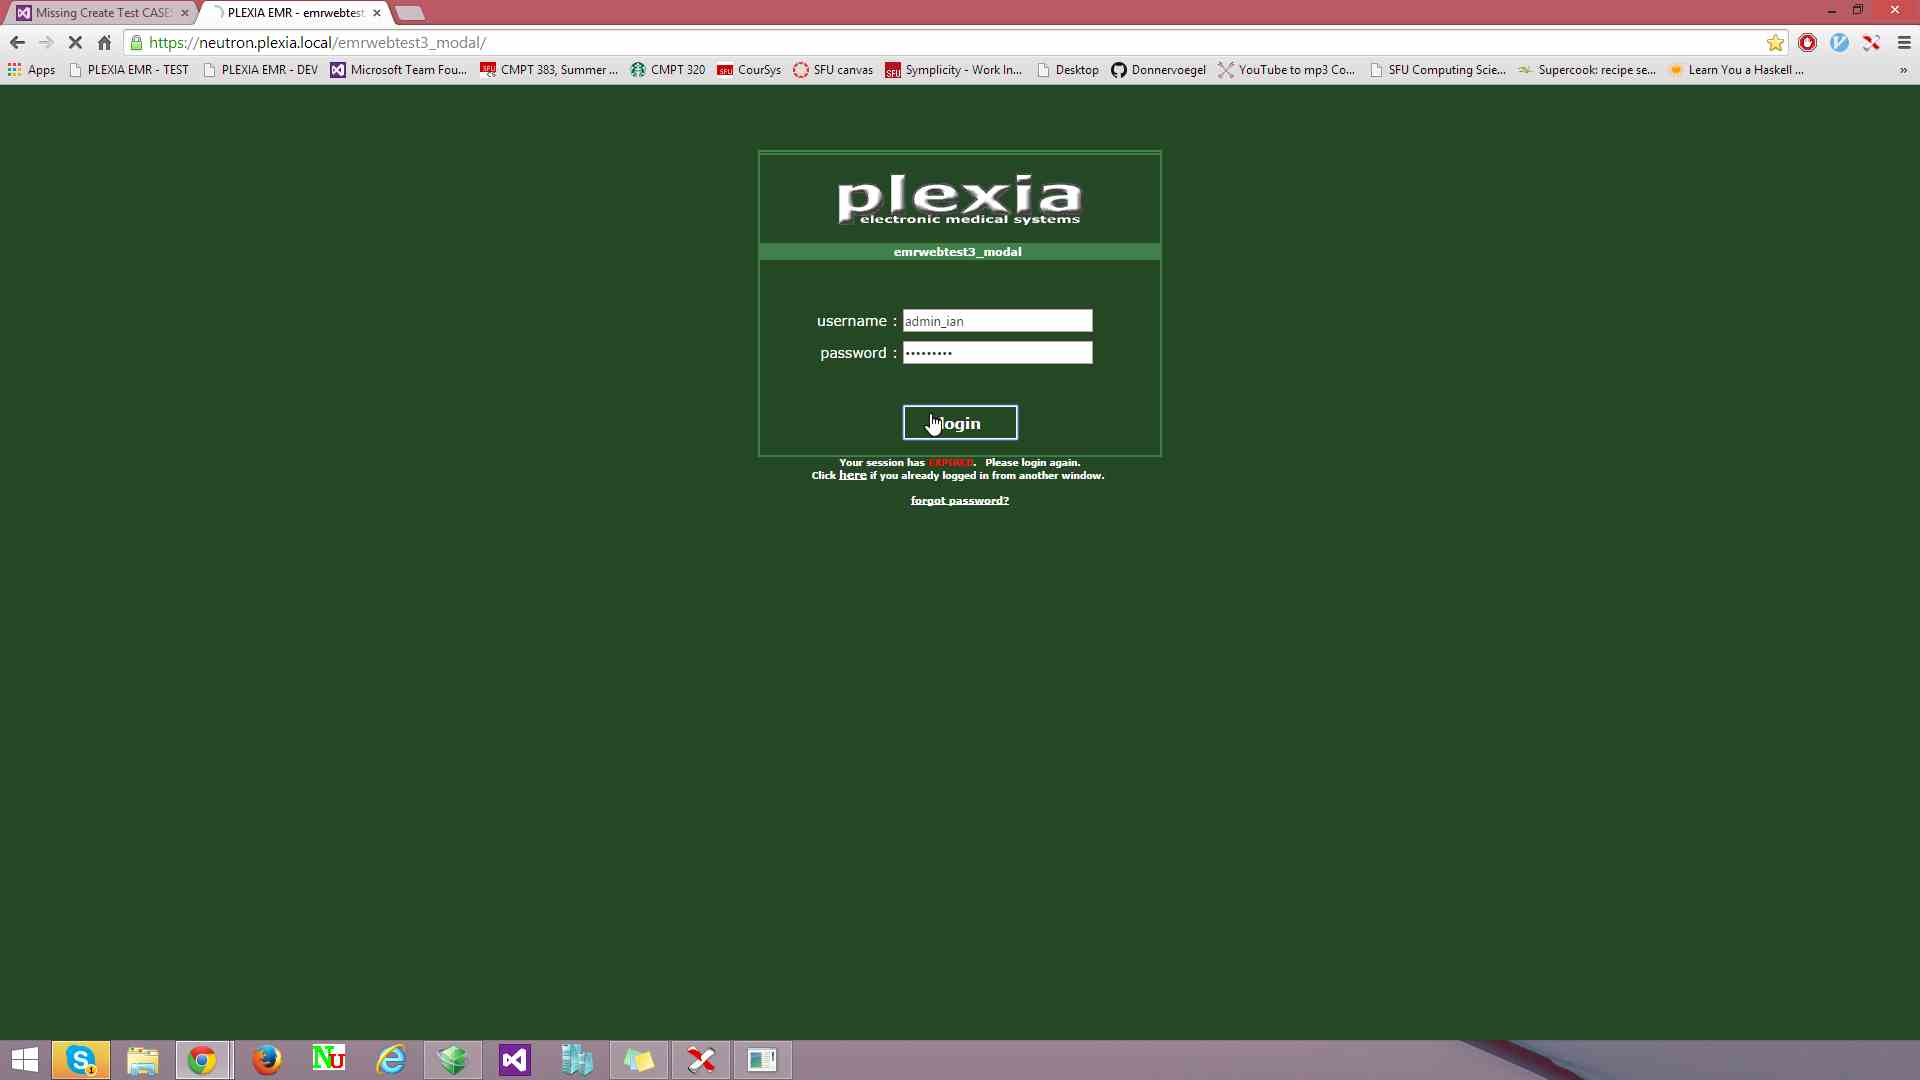 Missing Create Test CASE
PLEXIA EMR - emrwebtest
https://neutron.plexia.local/emrwebtest3_modal/
Apps
PLEXIA EMR - TEST
PLEXIA EMR - DEV
Microsoft Team Fou...
CMPT 383, Summer ...
CMPT 320
CourSys
SFU canvas
Symplicity - Work In...
Desktop
Donnervoegel
YouTube to mp3 Co...
SFU Computing Scie...
Supercook: recipe se...
Learn You a Haskell ...
»
plexia
electronic medical systems
emrwebtest3_modal
username : admin_ian
password : •••••••••
login
Your session has EXPIRED. Please login again.
Click here if you already logged in from another window.
forgot password?